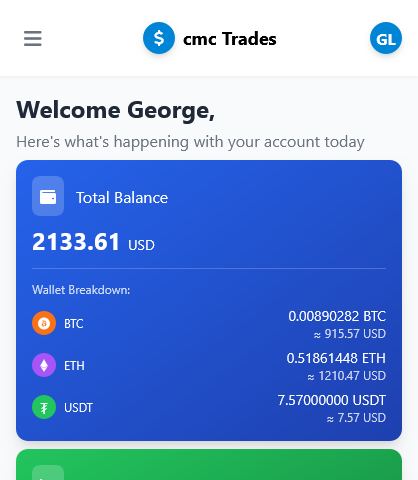 cmc Trades
GL
Welcome George,
Here's what's happening with your account today
Total Balance
2133.61 USD
Wallet Breakdown:
BTC
0.00890282 BTC
≈ 915.57 USD
ETH
0.51861448 ETH
≈ 1210.47 USD
USDT
7.57000000 USDT
≈ 7.57 USD